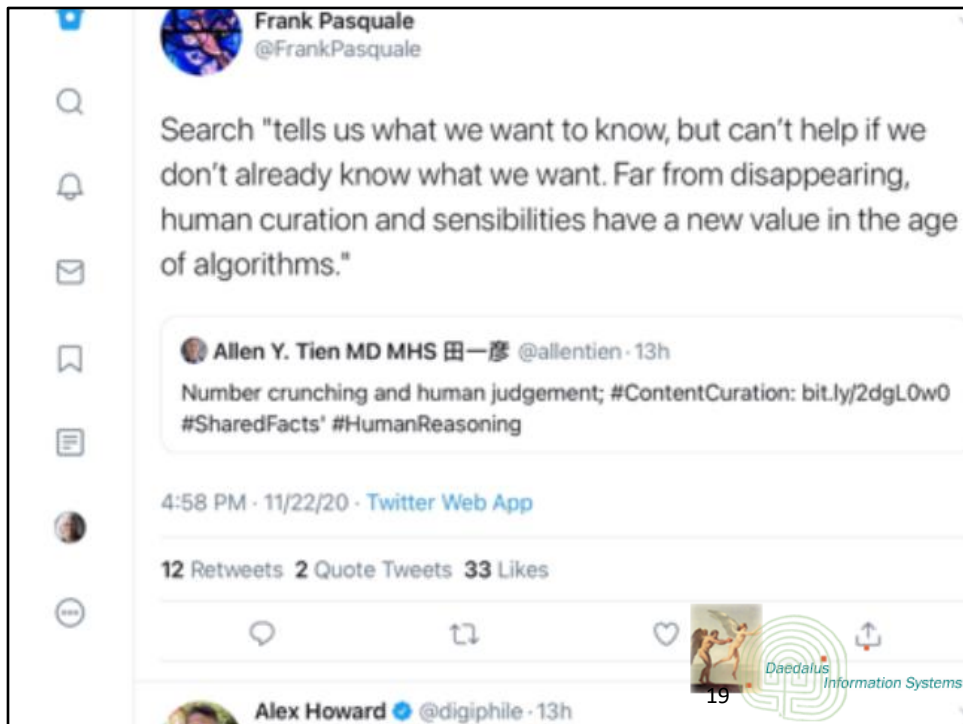 Frank Pasquale
@FrankPasquale
Search "tells us what we want to know, but can't help if we
don't already know what we want. Far from disappearing,
human curation and sensibilities have a new value in the age
of algorithms."
Allen Y. Tien MD MHS 田一彦 @allentien · 13h
Number crunching and human judgement; #ContentCuration: bit.ly/2dgL0w0
#SharedFacts' #HumanReasoning
4:58 PM · 11/22/20 · Twitter Web App
12 Retweets 2 Quote Tweets 33 Likes
Daedalus
Information Systems
19
Alex Howard @digiphile · 13h